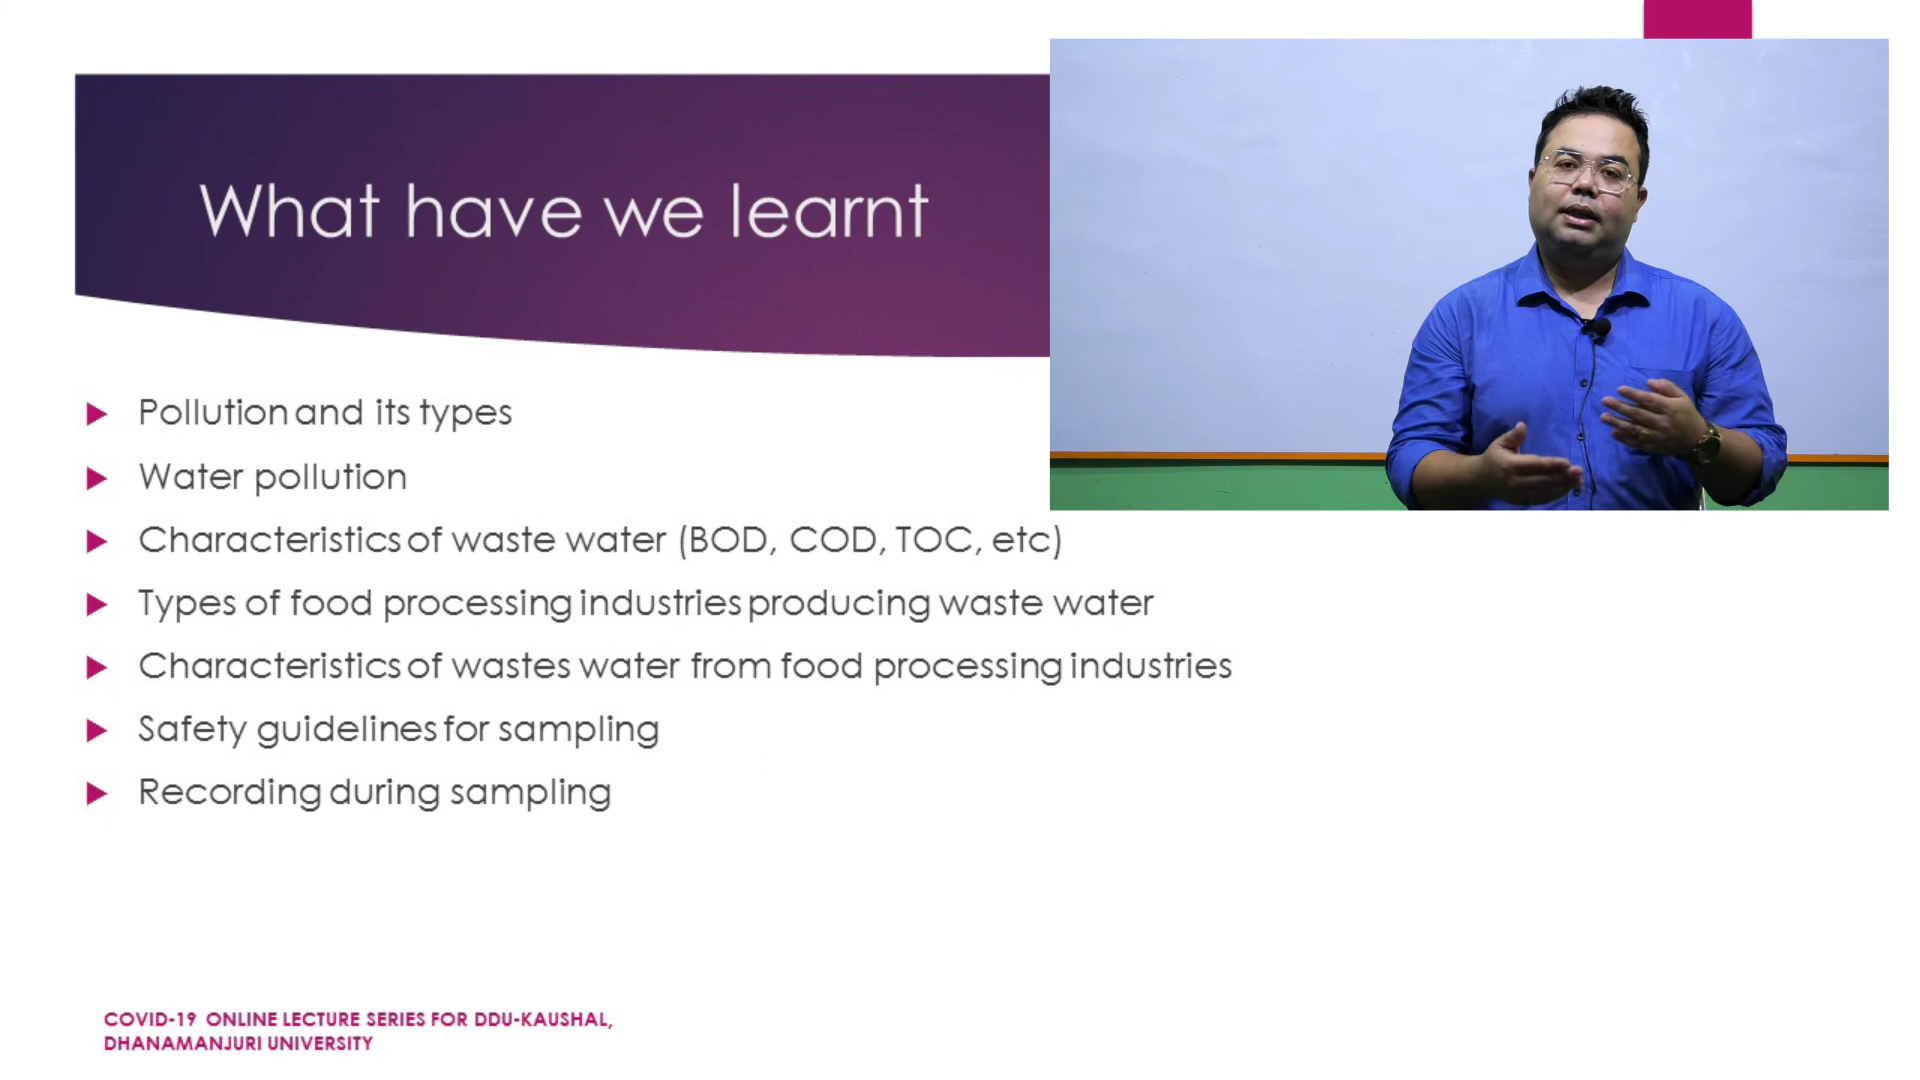 What have we learnt
Pollution and its types
Water pollution
Characteristics of waste water (BOD, COD, TOC, etc)
Types of food processing industries producing waste water
Characteristics of wastes water from food processing industries
Safety guidelines for sampling
Recording during sampling
COVID-19 ONLINE LECTURE SERIES FOR DDU-KAUSHAL,
DHANAMANJURI UNIVERSITY